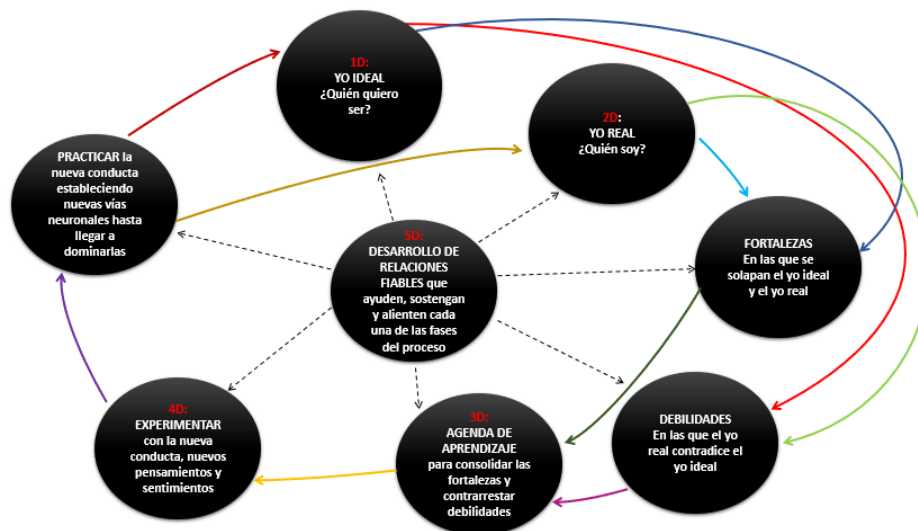 1D:
YO IDEAL
¿Quién quiero
ser?
2D:
YO REAL
¿Quién soy?
PRACTICAR la
nueva conducta
estableciendo
nuevas vías
neuronales hasta
llegar a
dominarlas
5D:
DESARROLLO DE
RELACIONES
FIABLES que
ayuden, sostengan
y alienten cada
una de las fases
del proceso
FORTALEZAS
En las que se
solapan el yo ideal
y el yo real
4D:
EXPERIMENTAR
con la nueva
conducta, nuevos
pensamientos y
sentimientos
3D:
AGENDA DE
APRENDIZAJE
para consolidar las
fortalezas y
contrarrestar
debilidades
DEBILIDADES
En las que el yo
real contradice el
yo ideal